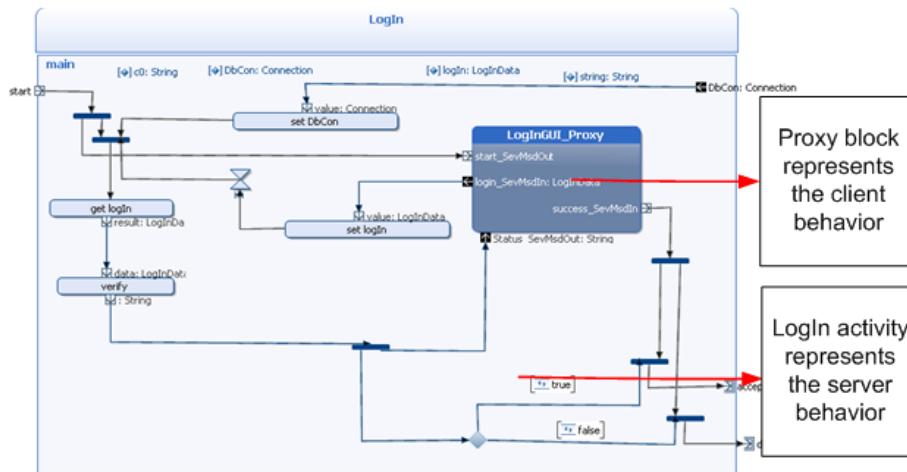 LogIn
main
c0: String
DbCon: Connection
logIn: LogInData
string: String
start
DbCon: Connection
value: Connection
set DbCon
LogInGUI_Proxy
start_SevMsdOut
login_SevMsdIn: LogInData
success_SevMsdIn
Status_SevMsdOut: String
get logIn
result: LogInDa
value: LogInData
set logIn
data: LogInData
verify
: String
true
false
Proxy block
represents
the client
behavior
LogIn activity
represents
the server
behavior